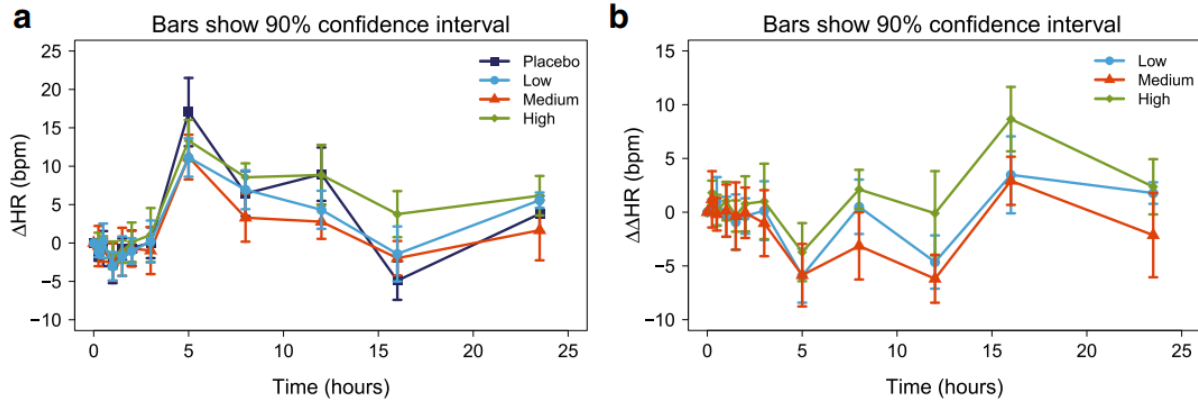 a
Bars show 90% confidence interval
25
20
15
10
5
0
−5
−10
ΔHR (bpm)
Placebo
Low
Medium
High
0
5
10
15
20
25
Time (hours)
b
Bars show 90% confidence interval
15
10
5
0
−5
−10
ΔΔHR (bpm)
Low
Medium
High
0
5
10
15
20
25
Time (hours)